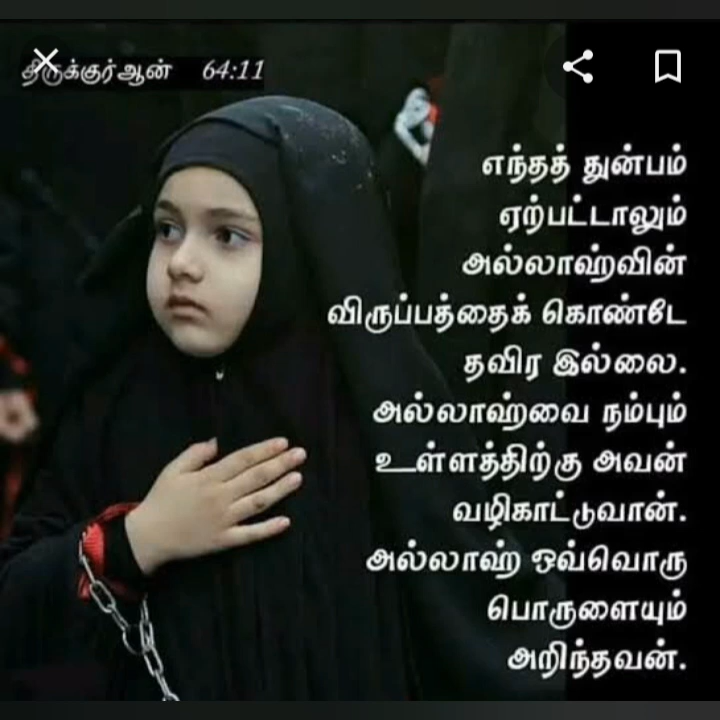 திருக்குர்ஆன் 64:11
எந்தத் துன்பம்
ஏற்பட்டாலும்
அல்லாஹ்வின்
விருப்பத்தைக் கொண்டே
தவிர இல்லை.
அல்லாஹ்வை நம்பும்
உள்ளத்திற்கு அவன்
வழிகாட்டுவான்.
அல்லாஹ் ஒவ்வொரு
பொருளையும்
அறிந்தவன்.